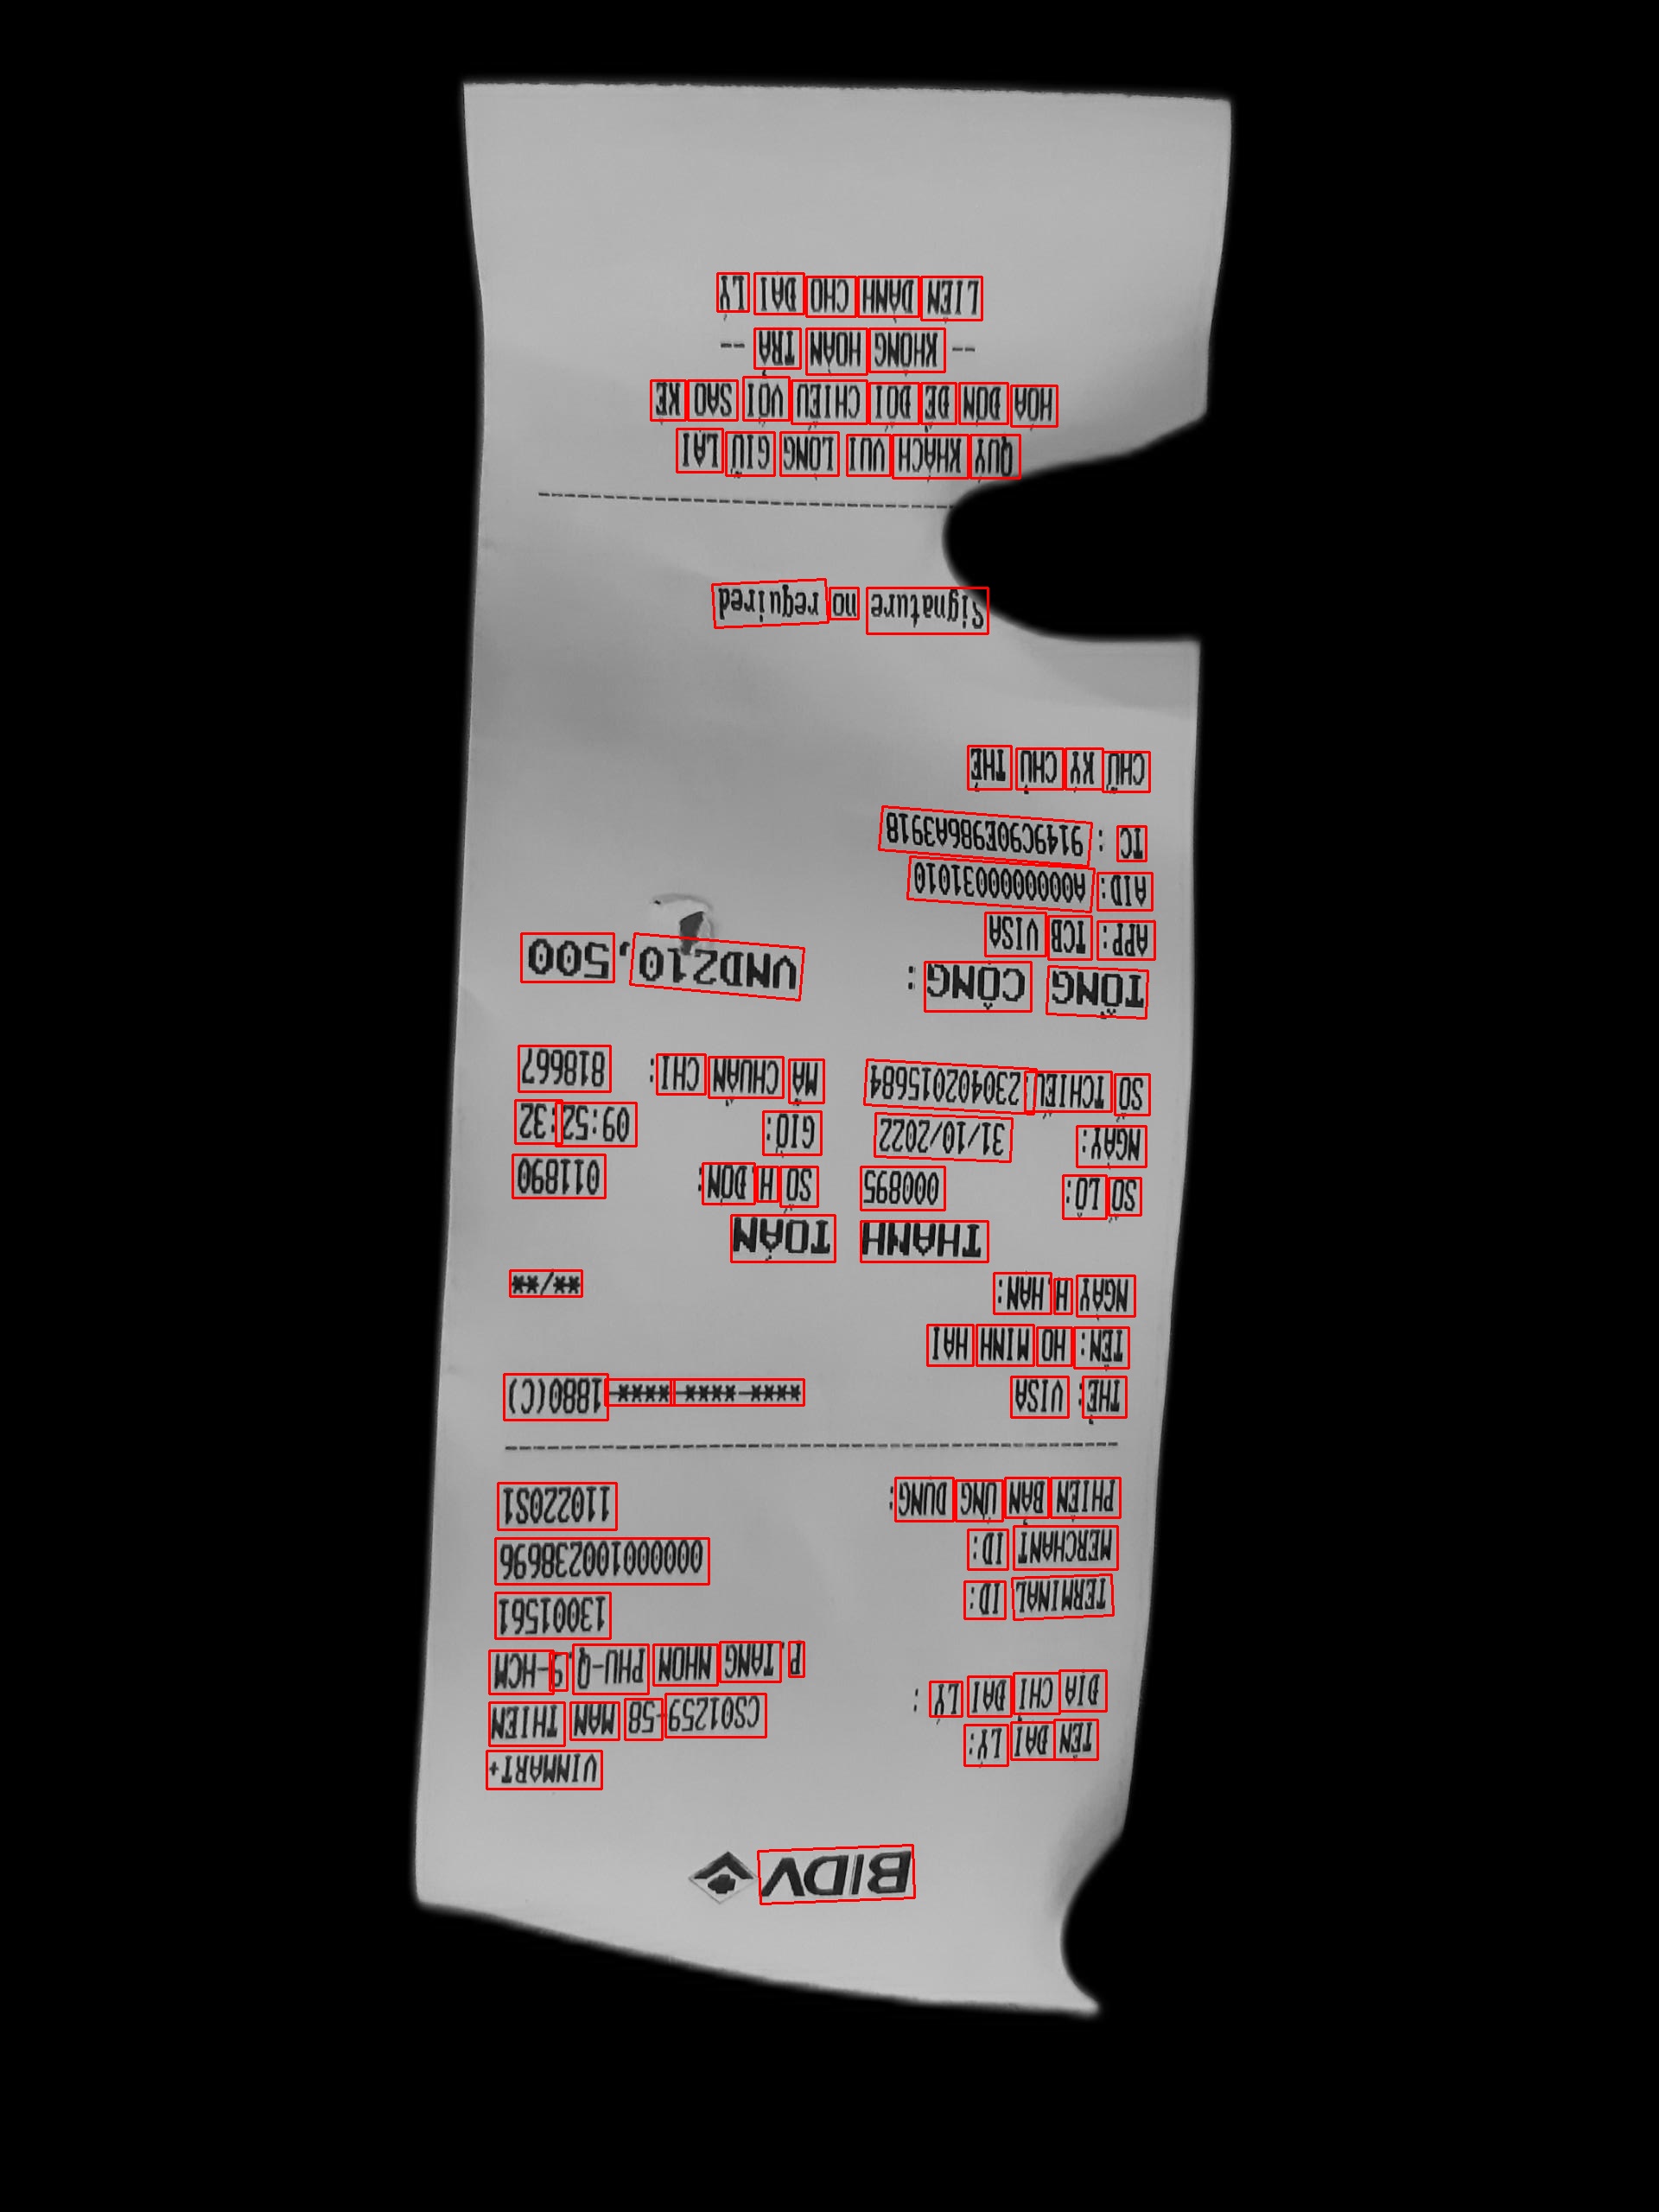 BIDV
TÊN ĐẠI LÝ: VINMART+
ĐỊA CHỈ ĐẠI LÝ : CS01259-58 MAN THIEN
P.TANG NHON PHU-Q.9-HCM
TERMINAL ID: 13001561
MERCHANT ID: 000000100238696
PHIÊN BẢN ỨNG DỤNG: 110220S1
THẺ: VISA ****-****-****-1880(C)
TÊN: HO MINH HAI
NGÀY H HẠN: **/**
THANH TOÁN
SỐ LÔ: 000895 SỐ H ĐƠN: 011890
NGÀY: 31/10/2022 GIỜ: 09:52:32
SỐ TCHIẾU: 230402015684 MÃ CHUẨN CHI: 818667
TỔNG CỘNG : VND210,500
APP: TCB VISA
AID: A0000000031010
TC : 9149C90E986A3918
CHỮ KÝ CHỦ THẺ
Signature no required
QUÝ KHÁCH VUI LÒNG GIỮ LẠI
HÓA ĐƠN ĐỂ ĐỐI CHIẾU VỚI SAO KÊ
-- KHÔNG HOÀN TRẢ --
LIÊN DÀNH CHO ĐẠI LÝ